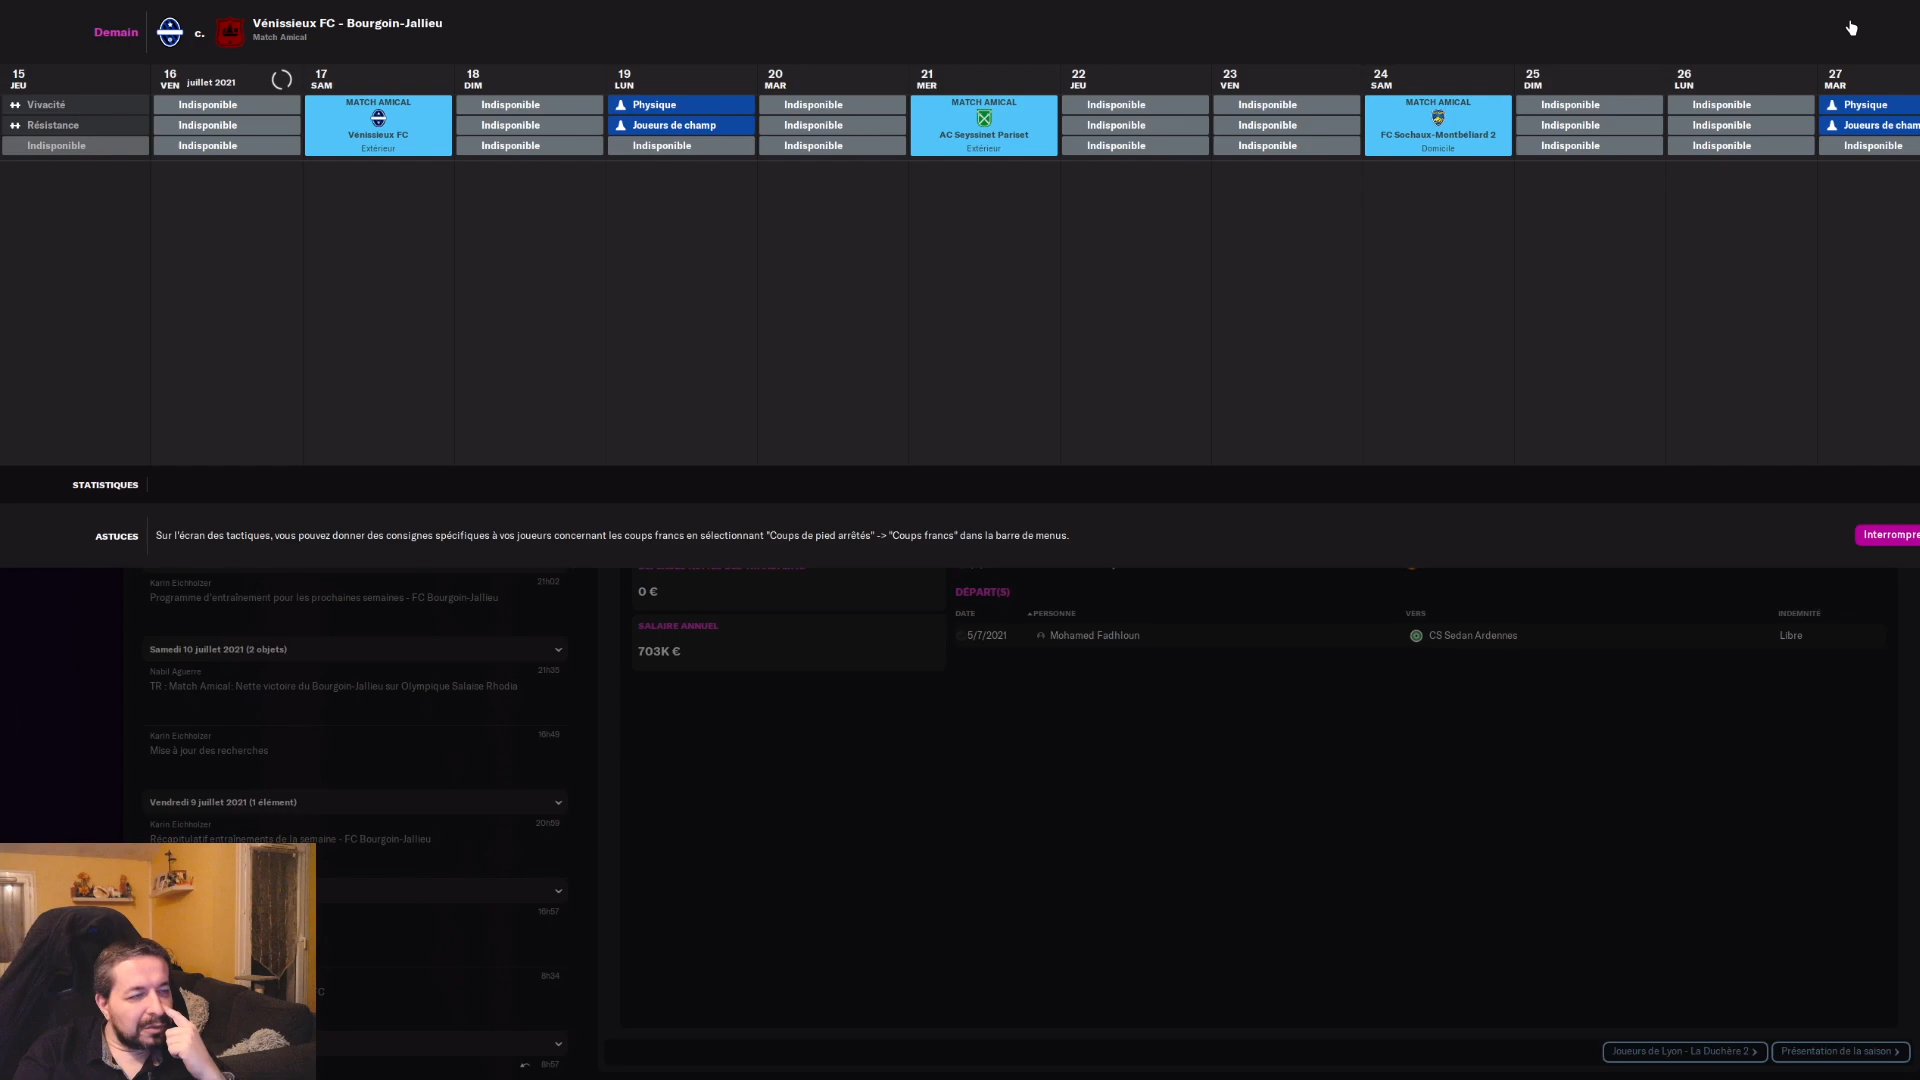 Demain
c.
Vénissieux FC - Bourgoin-Jallieu
Match Amical
15 JEU
16 VEN juillet 2021
17 SAM
18 DIM
19 LUN
20 MAR
21 MER
22 JEU
23 VEN
24 SAM
25 DIM
26 LUN
27 MAR
Vivacité
Résistance
Indisponible
Indisponible
Indisponible
Indisponible
MATCH AMICAL
Vénissieux FC
Extérieur
Indisponible
Indisponible
Indisponible
Physique
Joueurs de champ
Indisponible
Indisponible
Indisponible
Indisponible
MATCH AMICAL
AC Seyssinet Pariset
Extérieur
Indisponible
Indisponible
Indisponible
Indisponible
Indisponible
Indisponible
MATCH AMICAL
FC Sochaux-Montbéliard 2
Domicile
Indisponible
Indisponible
Indisponible
Indisponible
Indisponible
Indisponible
Physique
Joueurs de cham
Indisponible
STATISTIQUES
ASTUCES
Sur l'écran des tactiques, vous pouvez donner des consignes spécifiques à vos joueurs concernant les coups francs en sélectionnant "Coups de pied arrêtés" -> "Coups francs" dans la barre de menus.
Interrompre
Karin Eichholzer
21h02
Programme d'entraînement pour les prochaines semaines - FC Bourgoin-Jallieu
Samedi 10 juillet 2021 (2 objets)
Nabil Aguerre
21h35
TR : Match Amical: Nette victoire du Bourgoin-Jallieu sur Olympique Salaise Rhodia
Karin Eichholzer
16h49
Mise à jour des recherches
Vendredi 9 juillet 2021 (1 élément)
Karin Eichholzer
20h59
Récapitulatif entraînements de la semaine - FC Bourgoin-Jallieu
16h57
8h34
8h57
0 €
SALAIRE ANNUEL
703K €
DÉPART(S)
DATE
PERSONNE
VERS
INDEMNITÉ
5/7/2021
Mohamed Fadhloun
CS Sedan Ardennes
Libre
Joueurs de Lyon - La Duchère 2
Présentation de la saison